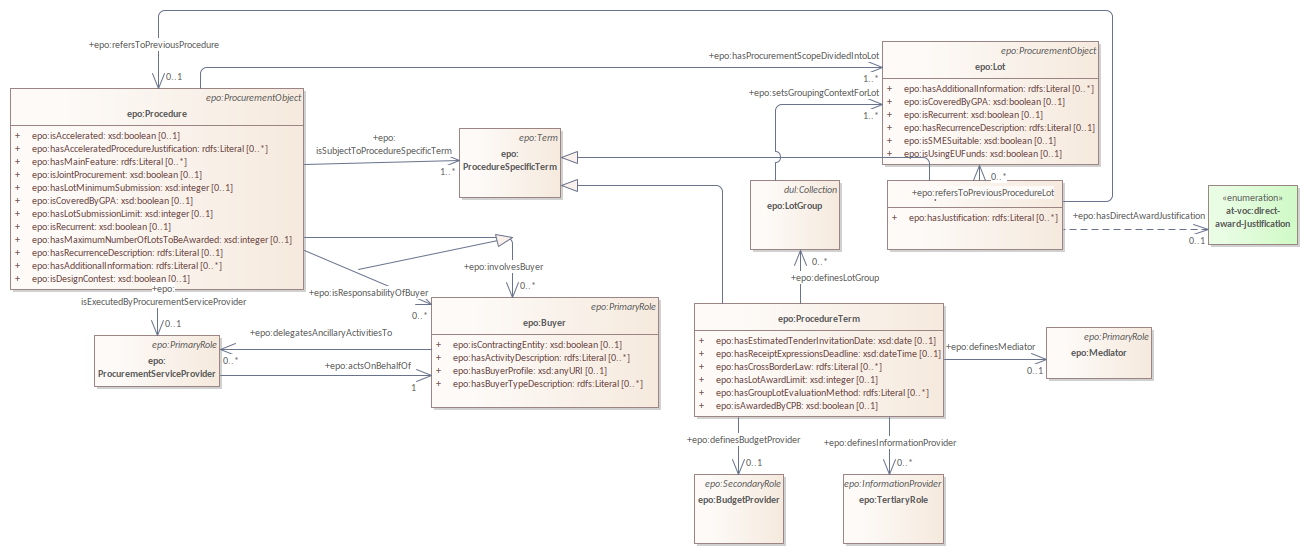 +epo:refersToPreviousProcedure
0..1
+epo:hasProcurementScopeDividedIntoLot
1..*
+epo:setsGroupingContextForLot
1..*
epo:ProcurementObject
epo:Lot
+ epo:hasAdditionalInformation: rdfs:Literal [0..*]
+ epo:isCoveredByGPA: xsd:boolean [0..1]
+ epo:isRecurrent: xsd:boolean [0..1]
+ epo:hasRecurrenceDescription: rdfs:Literal [0..1]
+ epo:isSMESuitable: xsd:boolean [0..1]
+ epo:isUsingEUFunds: xsd:boolean [0..1]
epo:ProcurementObject
epo:Procedure
+ epo:isAccelerated: xsd:boolean [0..1]
+ epo:hasAcceleratedProcedureJustification: rdfs:Literal [0..*]
+ epo:hasMainFeature: rdfs:Literal [0..*]
+ epo:isJointProcurement: xsd:boolean [0..1]
+ epo:hasLotMinimumSubmission: xsd:integer [0..1]
+ epo:isCoveredByGPA: xsd:boolean [0..1]
+ epo:hasLotSubmissionLimit: xsd:integer [0..1]
+ epo:isRecurrent: xsd:boolean [0..1]
+ epo:hasMaximumNumberOfLotsToBeAwarded: xsd:integer [0..1]
+ epo:hasRecurrenceDescription: rdfs:Literal [0..1]
+ epo:hasAdditionalInformation: rdfs:Literal [0..*]
+ epo:isDesignContest: xsd:boolean [0..1]
+epo:
isSubjectToProcedureSpecificTerm
1..*
epo:Term
epo:
ProcedureSpecificTerm
dul:Collection
epo:LotGroup
0..*
+epo:refersToPreviousProcedureLot
+ epo:hasJustification: rdfs:Literal [0..*]
+epo:hasDirectAwardJustification
0..1
«enumeration»
at-voc:direct-
award-justification
+epo:involvesBuyer
0..*
+epo:isResponsabilityOfBuyer
0..*
+epo:
isExecutedByProcurementServiceProvider
0..1
epo:PrimaryRole
epo:
ProcurementServiceProvider
+epo:delegatesAncillaryActivitiesTo
0..*
+epo:actsOnBehalfOf
1
epo:PrimaryRole
epo:Buyer
+ epo:isContractingEntity: xsd:boolean [0..1]
+ epo:hasActivityDescription: rdfs:Literal [0..*]
+ epo:hasBuyerProfile: xsd:anyURI [0..1]
+ epo:hasBuyerTypeDescription: rdfs:Literal [0..*]
0..*
+epo:definesLotGroup
epo:ProcedureTerm
+ epo:hasEstimatedTenderInvitationDate: xsd:date [0..1]
+ epo:hasReceiptExpressionsDeadline: xsd:dateTime [0..1]
+ epo:hasCrossBorderLaw: rdfs:Literal [0..*]
+ epo:hasLotAwardLimit: xsd:integer [0..1]
+ epo:hasGroupLotEvaluationMethod: rdfs:Literal [0..*]
+ epo:isAwardedByCPB: xsd:boolean [0..1]
+epo:definesMediator
0..1
epo:PrimaryRole
epo:Mediator
+epo:definesBudgetProvider
0..1
+epo:definesInformationProvider
0..*
epo:SecondaryRole
epo:BudgetProvider
epo:InformationProvider
epo:TertiaryRole